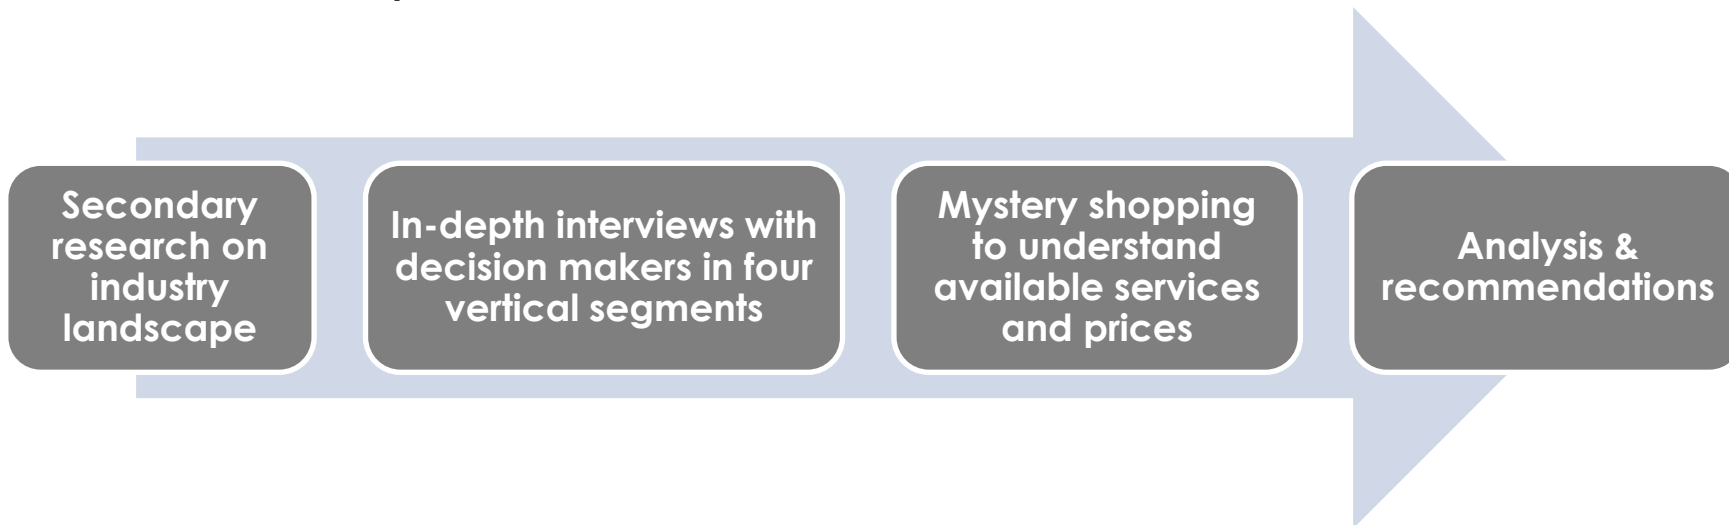 Secondary
research on
industry
landscape
In-depth interviews with
decision makers in four
vertical segments
Mystery shopping
to understand
available services
and prices
Analysis &
recommendations